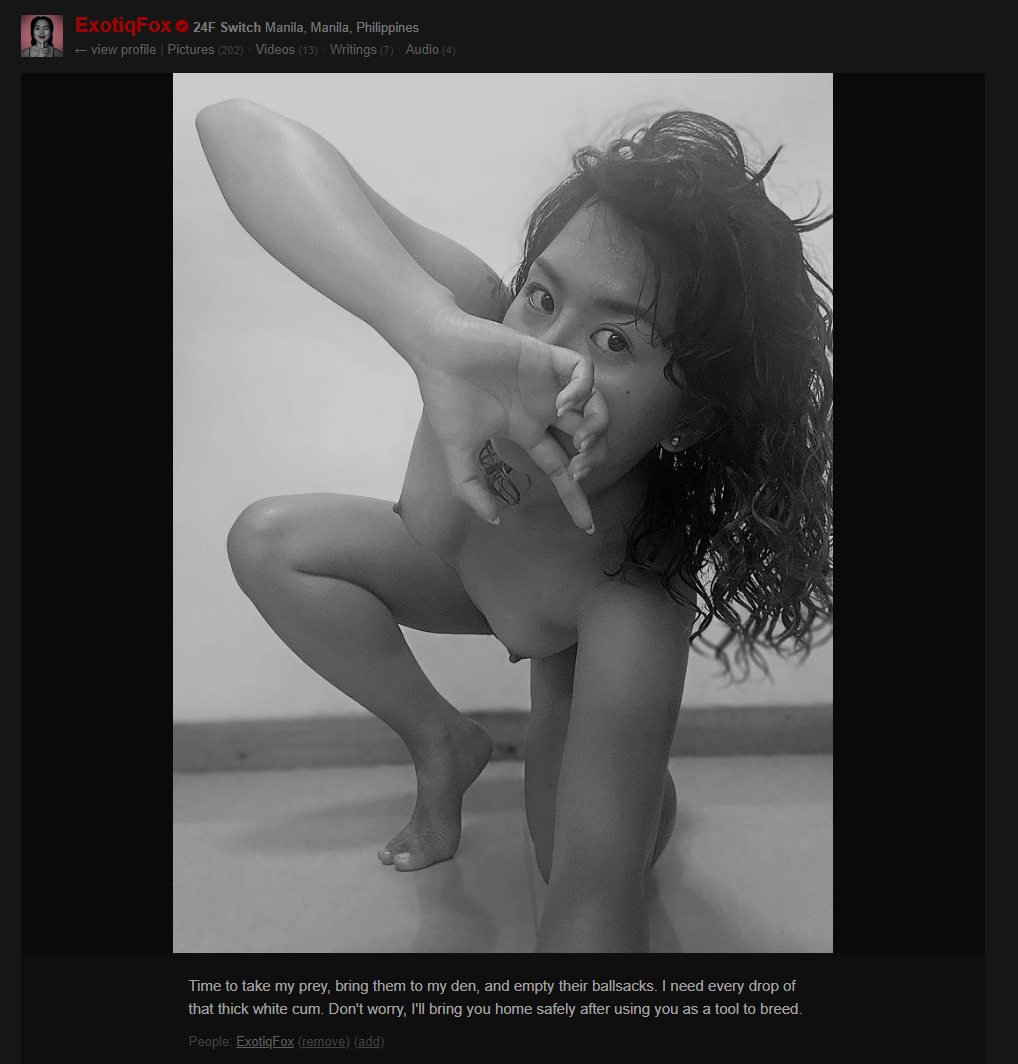 ExotiqFox 24F Switch Manila, Manila, Philippines
← view profile | Pictures (202) · Videos (13) · Writings (7) · Audio (4)
Time to take my prey, bring them to my den, and empty their ballsacks. I need every drop of
that thick white cum. Don't worry, I'll bring you home safely after using you as a tool to breed.
People: ExotiqFox (remove) (add)